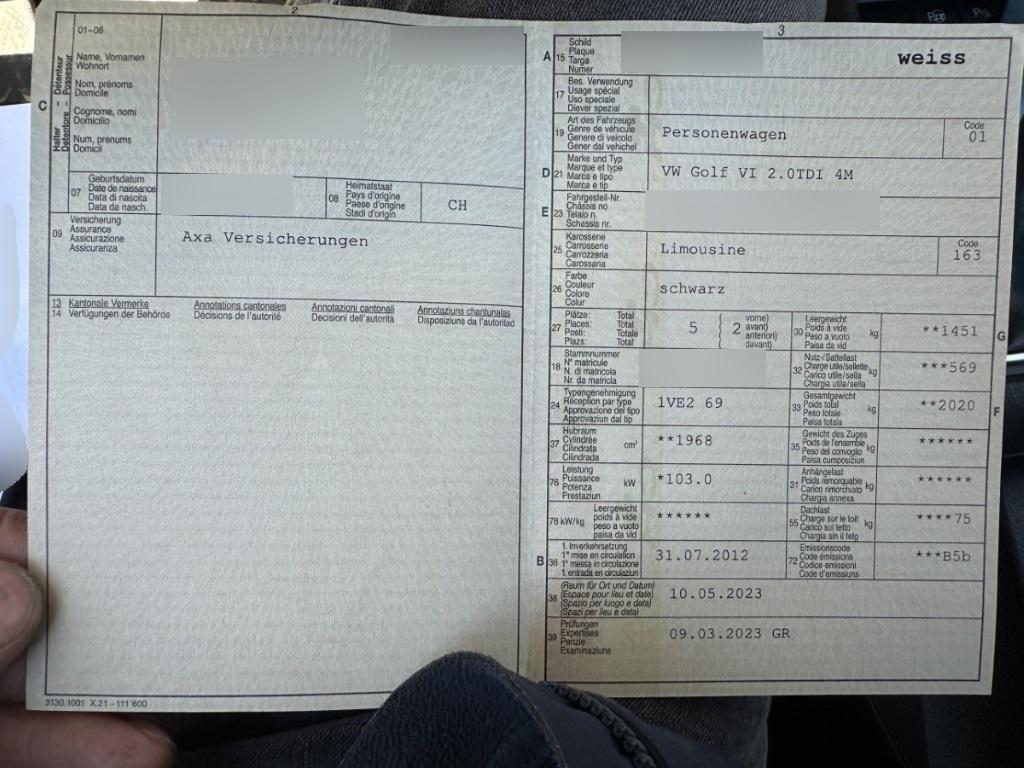 2
01-06
C
Halter - Détenteur
Detentore - Possessur
Name, Vornamen
Wohnort
Nom, prénoms
Domicile
Cognome, nomi
Domicilio
Num, prenums
Domicil
07
Geburtsdatum
Date de naissance
Data di nascita
Data da nasch.
08
Heimatstaat
Pays d'origine
Paese d'origine
Stadi d'origin
CH
09
Versicherung
Assurance
Assicurazione
Assicuranza
Axa Versicherungen
13
14
Kantonale Vermerke
Verfügungen der Behörde
Annotations cantonales
Décisions de l'autorité
Annotazioni cantonali
Decisioni dell'autorità
Annotaziuns chantunalas
Disposiziuns da l'autoritad
3130.1001 X.21 - 111'600
3
A
15
Schild
Plaque
Targa
Numer
weiss
17
Bes. Verwendung
Usage spécial
Uso speciale
Diever spezial
19
Art des Fahrzeugs
Genre de véhicule
Genere di veicolo
Gener dal vehichel
Personenwagen
Code
01
D
21
Marke und Typ
Marque et type
Marca e tipo
Marca e tip
VW Golf VI 2.0TDI 4M
E
23
Fahrgestell-Nr.
Châssis no
Telaio n.
Schassis nr.
25
Karosserie
Carrosserie
Carrozzeria
Carossaria
Limousine
Code
163
26
Farbe
Couleur
Colore
Colur
schwarz
27
Plätze: Total
Places: Total
Posti: Totale
Plazs: Total
5
2
vorne)
avant)
anteriori)
davant)
30
Leergewicht
Poids à vide
Peso a vuoto
Paisa da vid
kg
**1451
G
18
Stammnummer
N° matricule
N. di matricola
Nr. da matricla
32
Nutz-/Sattellast
Charge utile/sellette
Carico utile/sella
Chargia utila/sella
kg
***569
24
Typengenehmigung
Réception par type
Approvazione del tipo
Approvaziun dal tip
1VE2 69
33
Gesamtgewicht
Poids total
Peso totale
Paisa totala
kg
**2020
F
37
Hubraum
Cylindrée
Cilindrata
Cilindrada
cm³
**1968
35
Gewicht des Zuges
Poids de l'ensemble
Peso del convoglio
Paisa cumposiziun
kg
******
76
Leistung
Puissance
Potenza
Prestaziun
kW
*103.0
31
Anhängelast
Poids remorquable
Carico rimorchiato
Chargia annexa
kg
******
78 kW/kg
Leergewicht
poids à vide
peso a vuoto
paisa da vid
******
55
Dachlast
Charge sur le toit
Carico sul tetto
Chargia sin il tetg
kg
****75
B
36
1. Inverkehrsetzung
1re mise en circulation
1a messa in circolazione
1. entrada en circulaziun
31.07.2012
72
Emissionscode
Code émissions
Codice emissioni
Code d'emissiuns
***B5b
38
(Raum für Ort und Datum)
(Espace pour lieu et date)
(Spazio per luogo e data)
(Spazi per lieu e data)
10.05.2023
39
Prüfungen
Expertises
Perizie
Examinaziuns
09.03.2023 GR